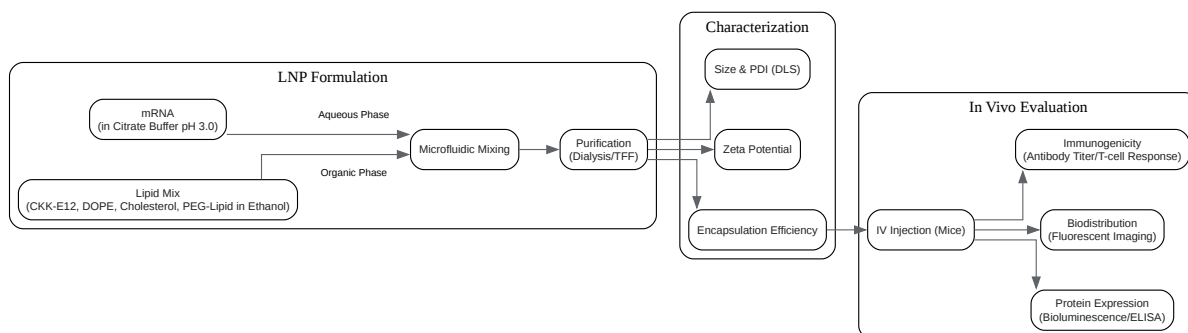 LNP Formulation
mRNA
(in Citrate Buffer pH 3.0)
Aqueous Phase
Lipid Mix
(CKK-E12, DOPE, Cholesterol, PEG-Lipid in Ethanol)
Organic Phase
Microfluidic Mixing
Purification
(Dialysis/TFF)
Characterization
Size & PDI (DLS)
Zeta Potential
Encapsulation Efficiency
In Vivo Evaluation
IV Injection (Mice)
Immunogenicity
(Antibody Titer/T-cell Response)
Biodistribution
(Fluorescent Imaging)
Protein Expression
(Bioluminescence/ELISA)